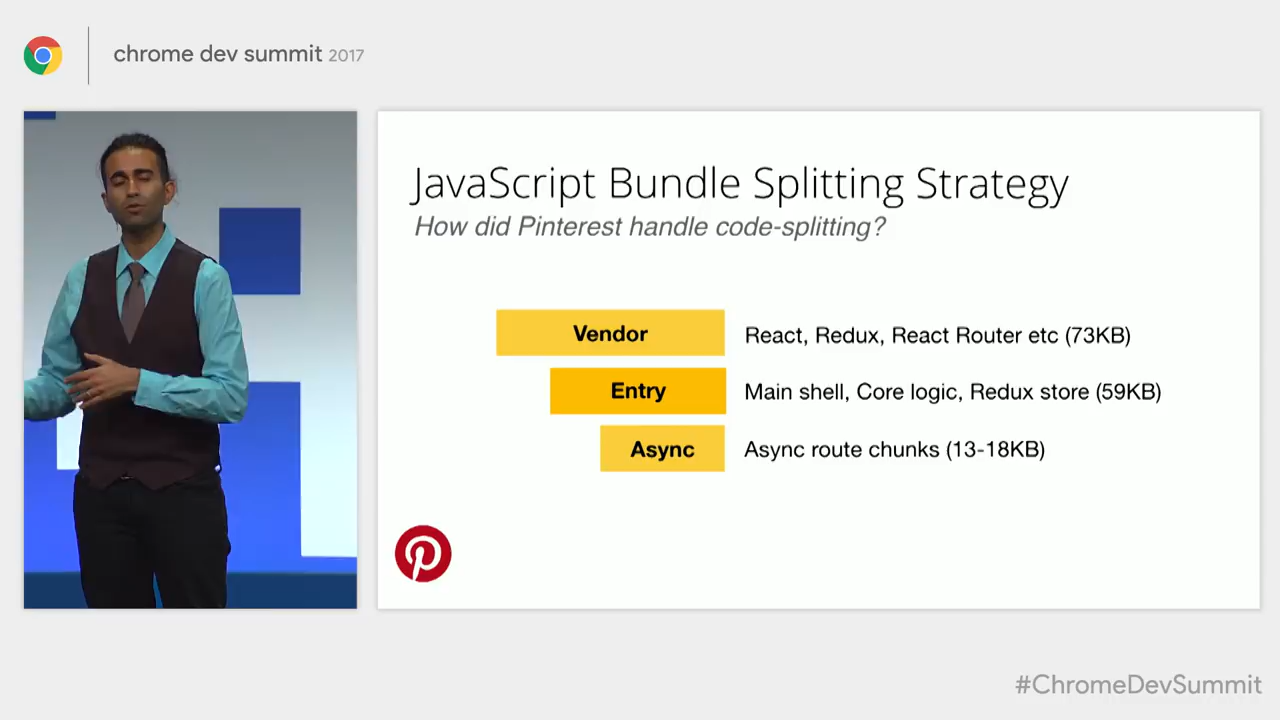 chrome dev summit 2017
JavaScript Bundle Splitting Strategy
How did Pinterest handle code-splitting?
Vendor React, Redux, React Router etc (73KB)
Entry Main shell, Core logic, Redux store (59KB)
Async Async route chunks (13-18KB)
#ChromeDevSummit